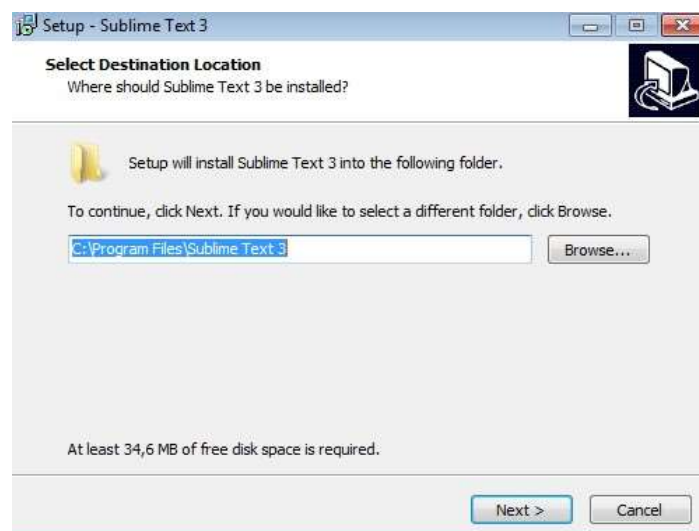 Setup - Sublime Text 3
Select Destination Location
Where should Sublime Text 3 be installed?
Setup will install Sublime Text 3 into the following folder.
To continue, click Next. If you would like to select a different folder, click Browse.
C:\Program Files\Sublime Text 3
Browse...
At least 34,6 MB of free disk space is required.
Next >
Cancel